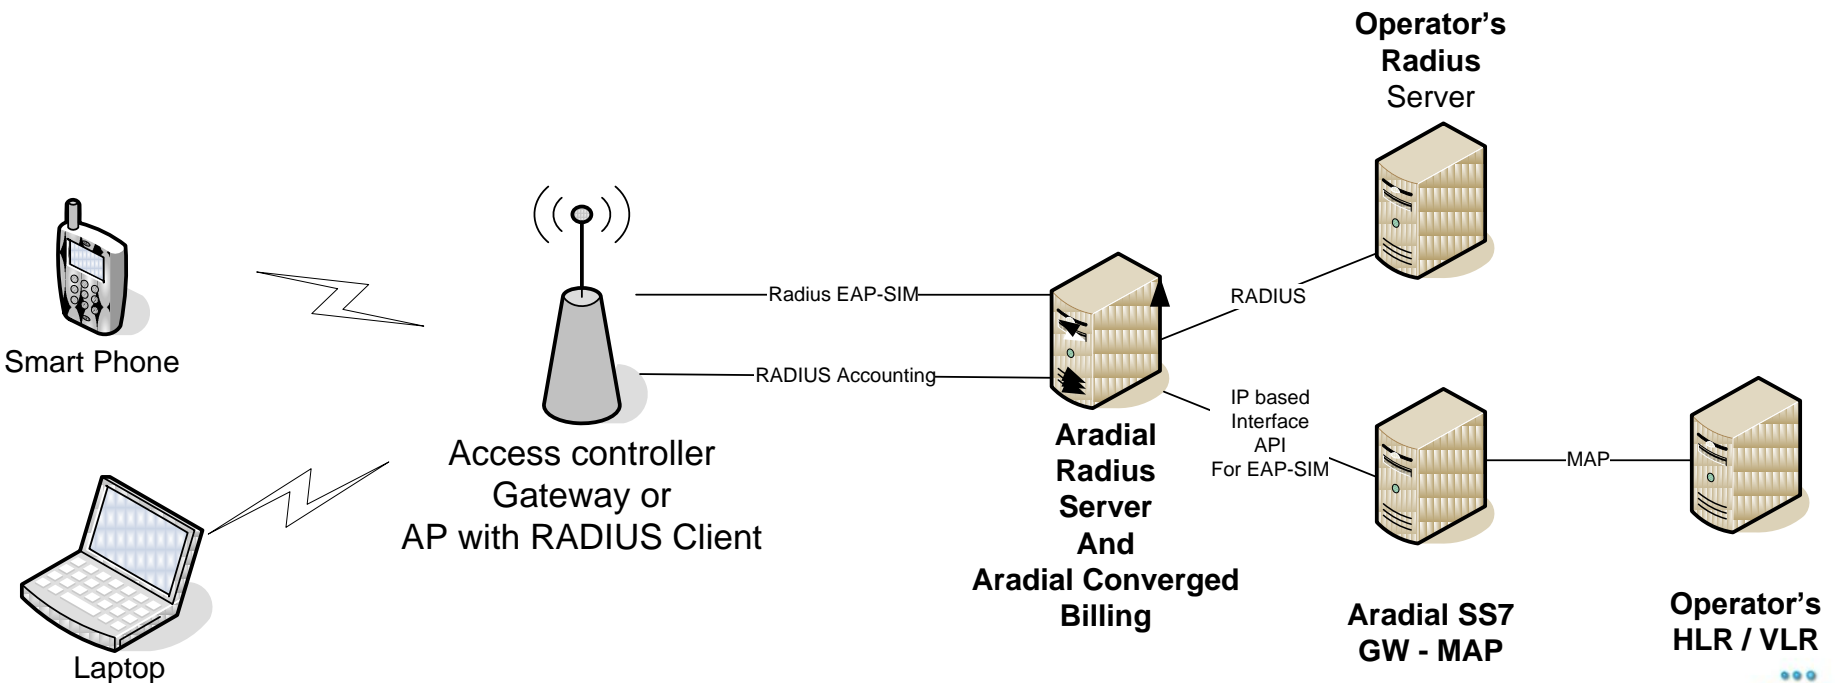 Operator's
Radius
Server
Smart Phone
Radius EAP-SIM
RADIUS
RADIUS Accounting
IP based
Interface
API
For EAP-SIM
MAP
Access controller
Gateway or
AP with RADIUS Client
Aradial
Radius
Server
And
Aradial Converged
Billing
Aradial SS7
GW - MAP
Operator's
HLR / VLR
Laptop